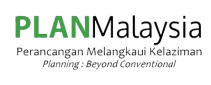 PLANMalaysia
Perancangan Melangkaui Kelaziman
Planning : Beyond Conventional